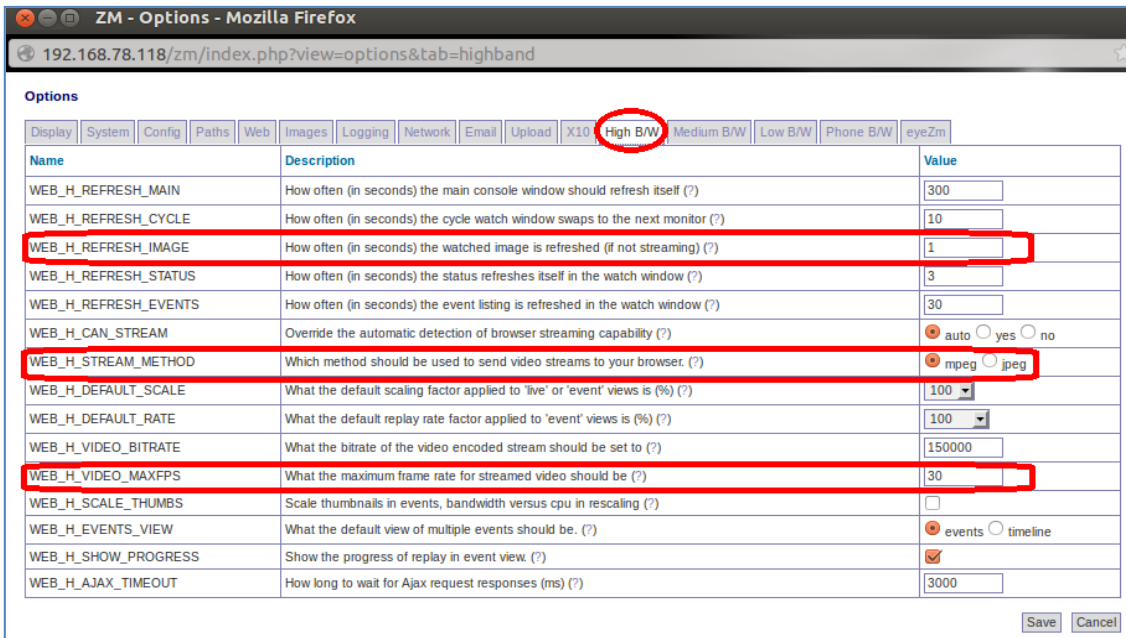 ZM - Options - Mozilla Firefox
192.168.78.118/zm/index.php?view=options&tab=highband
Options
Display System Config Paths Web Images Logging Network Email Upload X10 High B/W Medium B/W Low B/W Phone B/W eyeZm
Name Description Value
WEB_H_REFRESH_MAIN How often (in seconds) the main console window should refresh itself (?) 300
WEB_H_REFRESH_CYCLE How often (in seconds) the cycle watch window swaps to the next monitor (?) 10
WEB_H_REFRESH_IMAGE How often (in seconds) the watched image is refreshed (if not streaming) (?) 1
WEB_H_REFRESH_STATUS How often (in seconds) the status refreshes itself in the watch window (?) 3
WEB_H_REFRESH_EVENTS How often (in seconds) the event listing is refreshed in the watch window (?) 30
WEB_H_CAN_STREAM Override the automatic detection of browser streaming capability (?) auto yes no
WEB_H_STREAM_METHOD Which method should be used to send video streams to your browser. (?) mpeg jpeg
WEB_H_DEFAULT_SCALE What the default scaling factor applied to 'live' or 'event' views is (%) (?) 100
WEB_H_DEFAULT_RATE What the default replay rate factor applied to 'event' views is (%) (?) 100
WEB_H_VIDEO_BITRATE What the bitrate of the video encoded stream should be set to (?) 150000
WEB_H_VIDEO_MAXFPS What the maximum frame rate for streamed video should be (?) 30
WEB_H_SCALE_THUMBS Scale thumbnails in events, bandwidth versus cpu in rescaling (?)
WEB_H_EVENTS_VIEW What the default view of multiple events should be. (?) events timeline
WEB_H_SHOW_PROGRESS Show the progress of replay in event view. (?)
WEB_H_AJAX_TIMEOUT How long to wait for Ajax request responses (ms) (?) 3000
Save Cancel